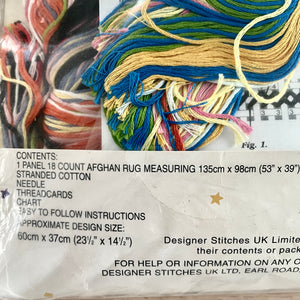 Fig. 1.
CONTENTS:
1 PANEL 18 COUNT AFGHAN RUG MEASURING 135cm x 98cm (53" x 39")
STRANDED COTTON
NEEDLE
THREADCARDS
CHART
EASY TO FOLLOW INSTRUCTIONS
APPROXIMATE DESIGN SIZE:
60cm x 37cm (23½" x 14½")
Designer Stitches UK Limite
their contents or pack
FOR HELP OR INFORMATION ON ANY O
DESIGNER STITCHES UK LTD, EARL ROAD,